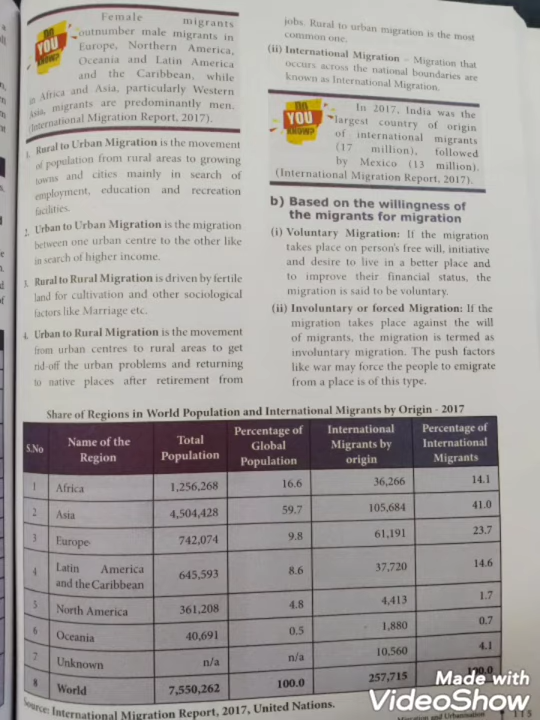 DO YOU KNOW?
Female migrants
outnumber male migrants in
Europe, Northern America,
Oceania and Latin America
and the Caribbean, while
in Africa and Asia, particularly Western
Asia, migrants are predominantly men.
(International Migration Report, 2017).
1. Rural to Urban Migration is the movement
of population from rural areas to growing
towns and cities mainly in search of
employment, education and recreation
facilities.
2. Urban to Urban Migration is the migration
between one urban centre to the other like
in search of higher income.
3. Rural to Rural Migration is driven by fertile
land for cultivation and other sociological
factors like Marriage etc.
4. Urban to Rural Migration is the movement
from urban centres to rural areas to get
rid-off the urban problems and returning
to native places after retirement from
jobs. Rural to urban migration is the most
common one.
(ii) International Migration – Migration that
occurs across the national boundaries are
known as International Migration.
DO YOU KNOW?
In 2017, India was the
largest country of origin
of international migrants
(17 million), followed
by Mexico (13 million).
(International Migration Report, 2017).
b) Based on the willingness of
the migrants for migration
(i) Voluntary Migration: If the migration
takes place on person's free will, initiative
and desire to live in a better place and
to improve their financial status, the
migration is said to be voluntary.
(ii) Involuntary or forced Migration: If the
migration takes place against the will
of migrants, the migration is termed as
involuntary migration. The push factors
like war may force the people to emigrate
from a place is of this type.
Share of Regions in World Population and International Migrants by Origin - 2017
S.No Name of the Region Total Population Percentage of Global Population International Migrants by origin Percentage of International Migrants
1 Africa 1,256,268 16.6 36,266 14.1
2 Asia 4,504,428 59.7 105,684 41.0
3 Europe 742,074 9.8 61,191 23.7
4 Latin America and the Caribbean 645,593 8.6 37,720 14.6
5 North America 361,208 4.8 4,413 1.7
6 Oceania 40,691 0.5 1,880 0.7
7 Unknown n/a n/a 10,560 4.1
8 World 7,550,262 100.0 257,715 100.0
Source: International Migration Report, 2017, United Nations.
Migration and Urbanisation 115
Made with
VideoShow